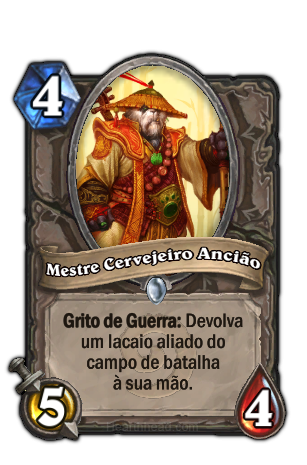 4
Mestre Cervejeiro Ancião
Grito de Guerra: Devolva
um lacaio aliado do
campo de batalha
à sua mão.
5
4